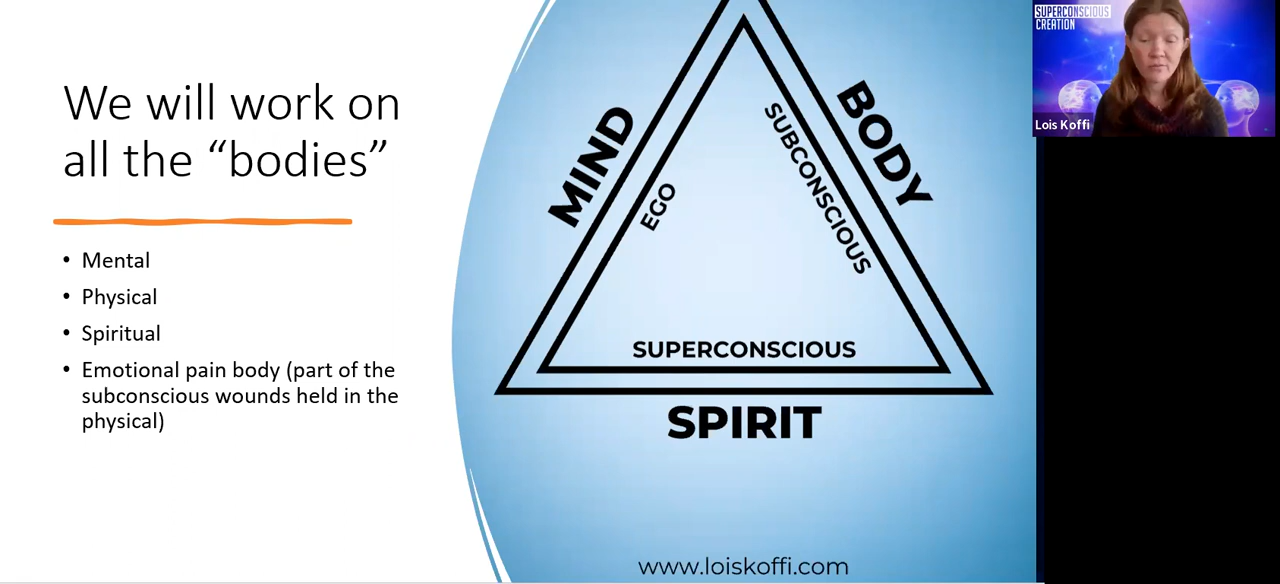 We will work on
all the “bodies”
• Mental
• Physical
• Spiritual
• Emotional pain body (part of the
subconscious wounds held in the
physical)
MIND
BODY
EGO
SUBCONSCIOUS
SUPERCONSCIOUS
SPIRIT
www.loiskoffi.com
SUPERCONSCIOUS
CREATION
Lois Koffi